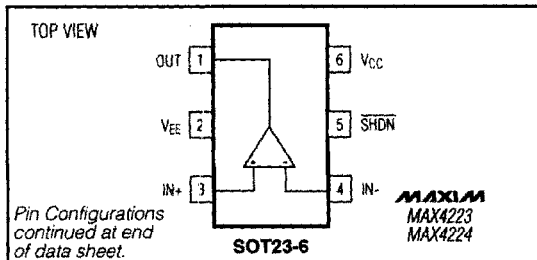 TOP VIEW
OUT 1
6 VCC
VEE 2
5 SHDN
IN+ 3
+ -
4 IN-
Pin Configurations
continued at end
of data sheet.
SOT23-6
MAXIM
MAX4223
MAX4224